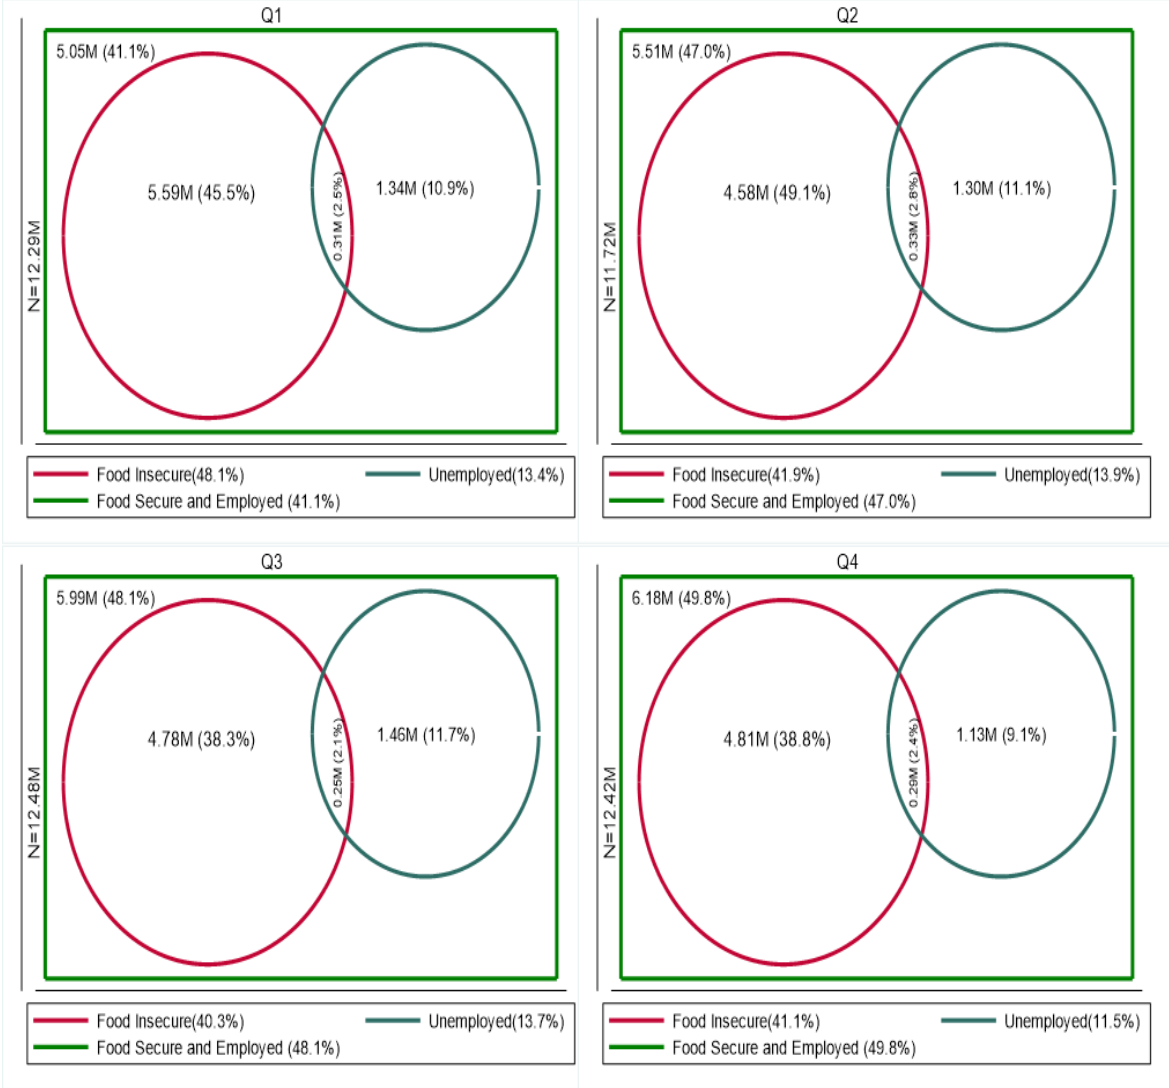 Q1
5.05M (41.1%)
5.59M (45.5%)
0.31M (2.5%)
1.34M (10.9%)
N=12.29M
Food Insecure(48.1%)
Unemployed(13.4%)
Food Secure and Employed (41.1%)
Q2
5.51M (47.0%)
4.58M (49.1%)
0.33M (2.8%)
1.30M (11.1%)
N=11.72M
Food Insecure(41.9%)
Unemployed(13.9%)
Food Secure and Employed (47.0%)
Q3
5.99M (48.1%)
4.78M (38.3%)
0.25M (2.1%)
1.46M (11.7%)
N=12.48M
Food Insecure(40.3%)
Unemployed(13.7%)
Food Secure and Employed (48.1%)
Q4
6.18M (49.8%)
4.81M (38.8%)
0.29M (2.4%)
1.13M (9.1%)
N=12.42M
Food Insecure(41.1%)
Unemployed(11.5%)
Food Secure and Employed (49.8%)